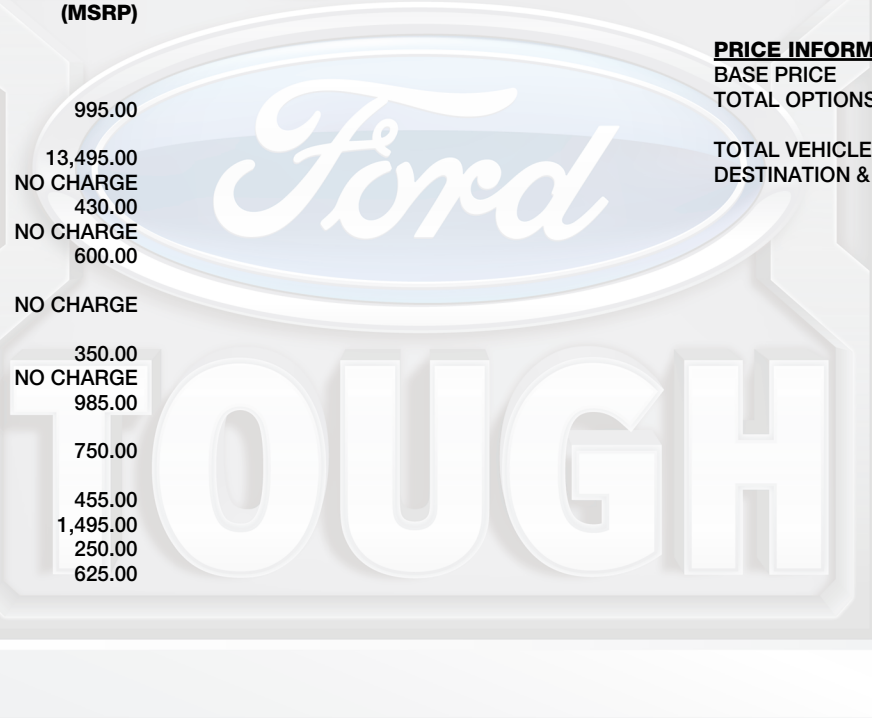 (MSRP)
995.00
13,495.00
NO CHARGE
430.00
NO CHARGE
600.00
NO CHARGE
350.00
NO CHARGE
985.00
750.00
455.00
1,495.00
250.00
625.00
PRICE INFORM
BASE PRICE
TOTAL OPTIONS
TOTAL VEHICLE
DESTINATION &
Ford
TOUGH